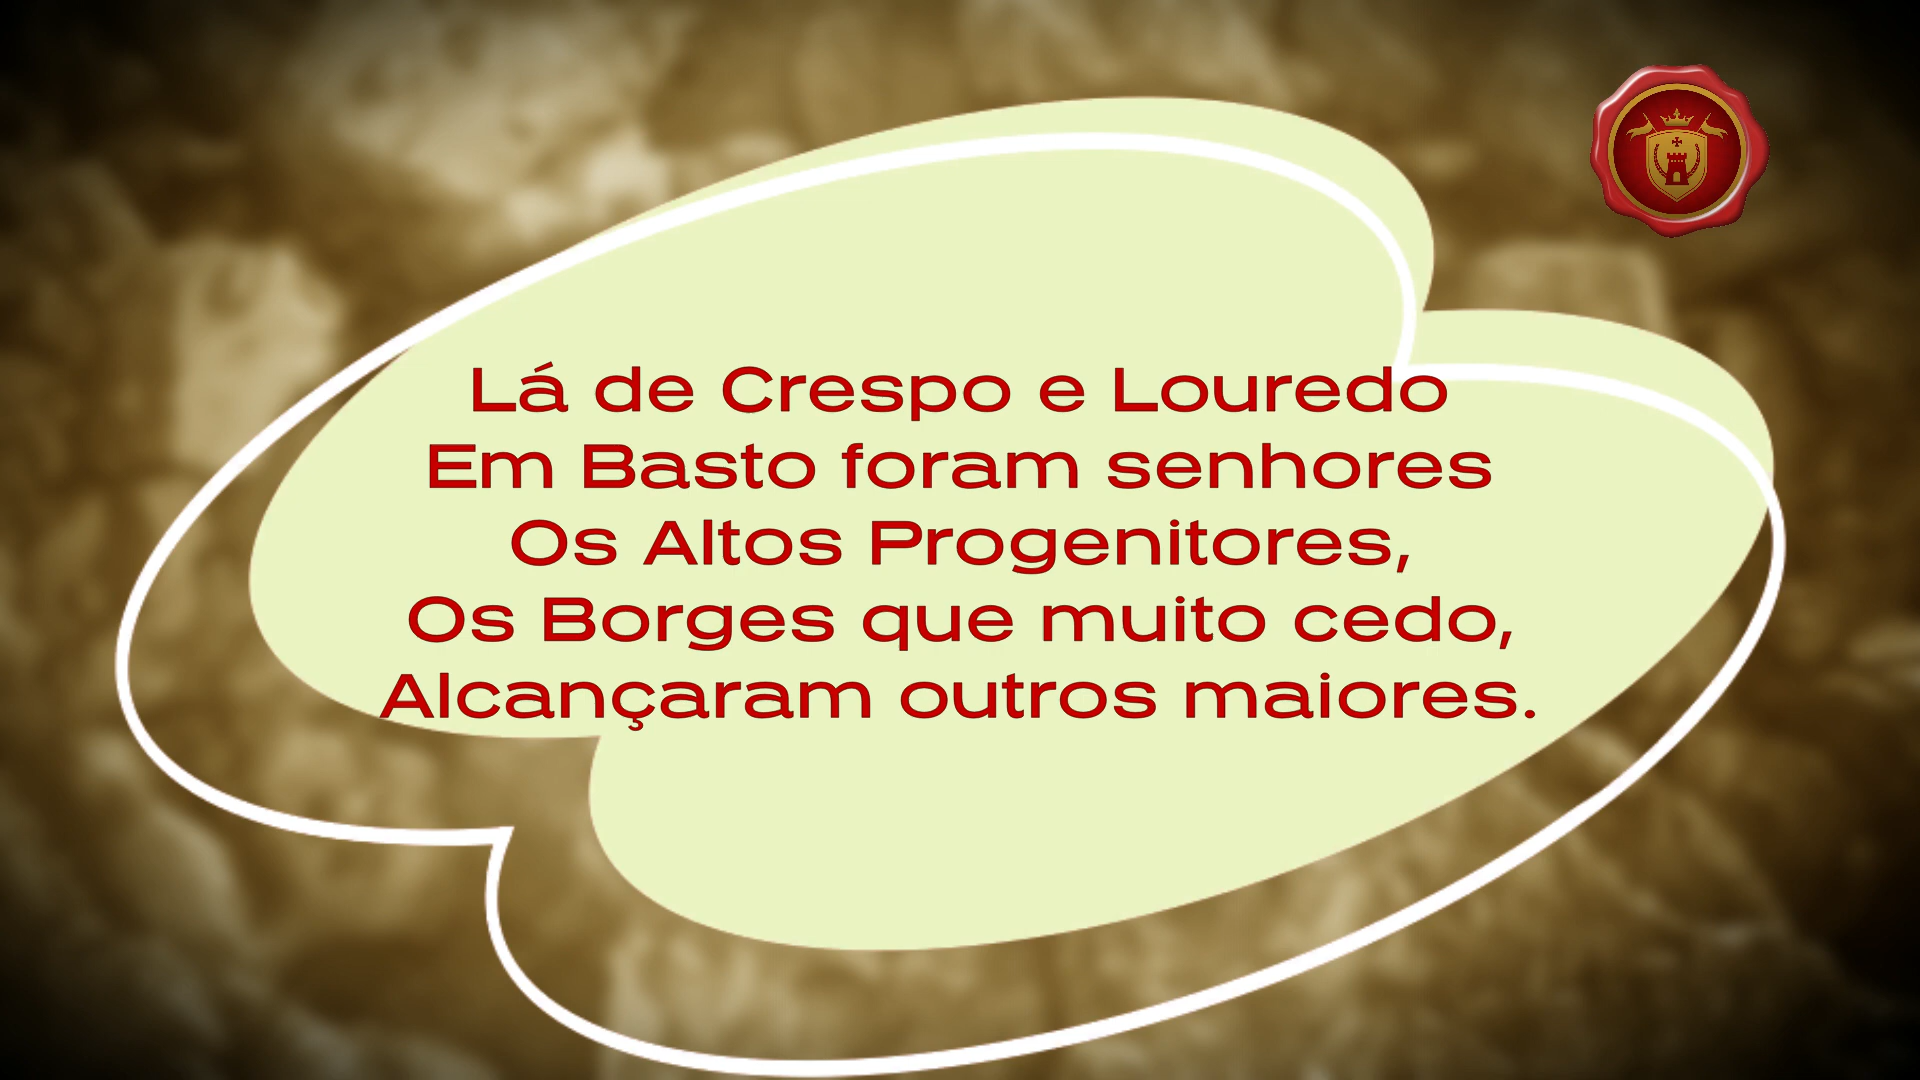 Lá de Crespo e Louredo
Em Basto foram senhores
Os Altos Progenitores,
Os Borges que muito cedo,
Alcançaram outros maiores.